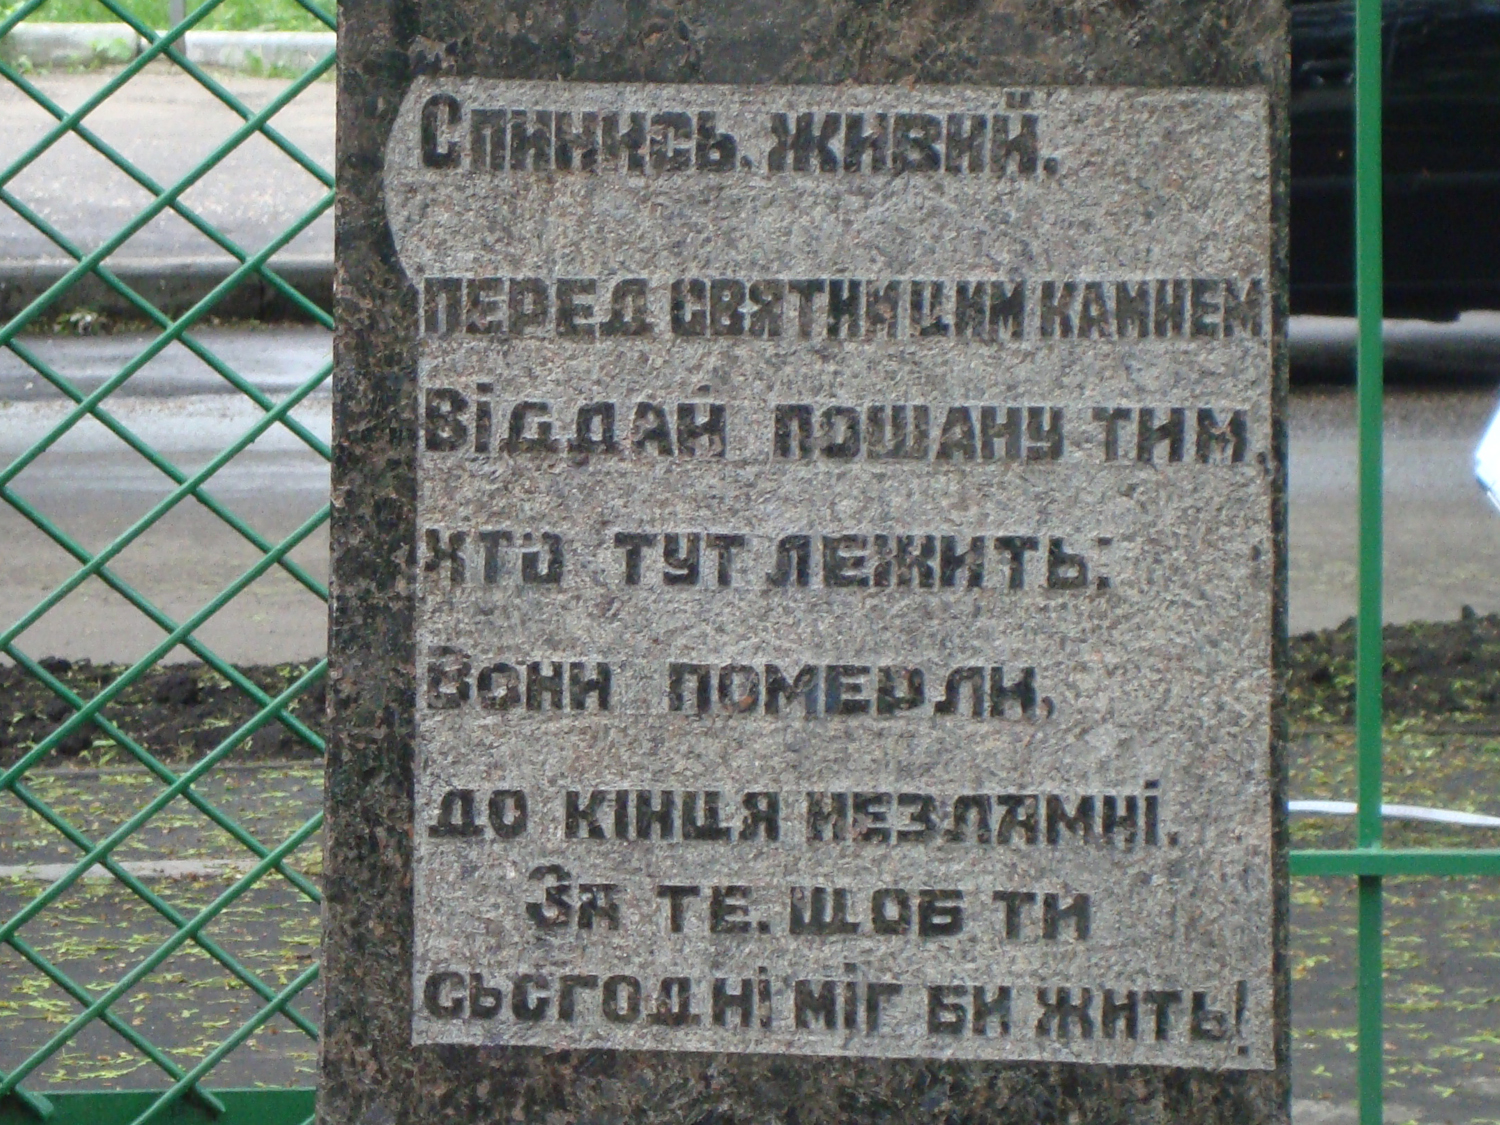 Спинись, живий,
перед святницим камнем
Віддай пошану тим,
хто тут лежить:
Вони померли,
до кінця незламні,
За те, щоб ти
сьогодні міг би жить!